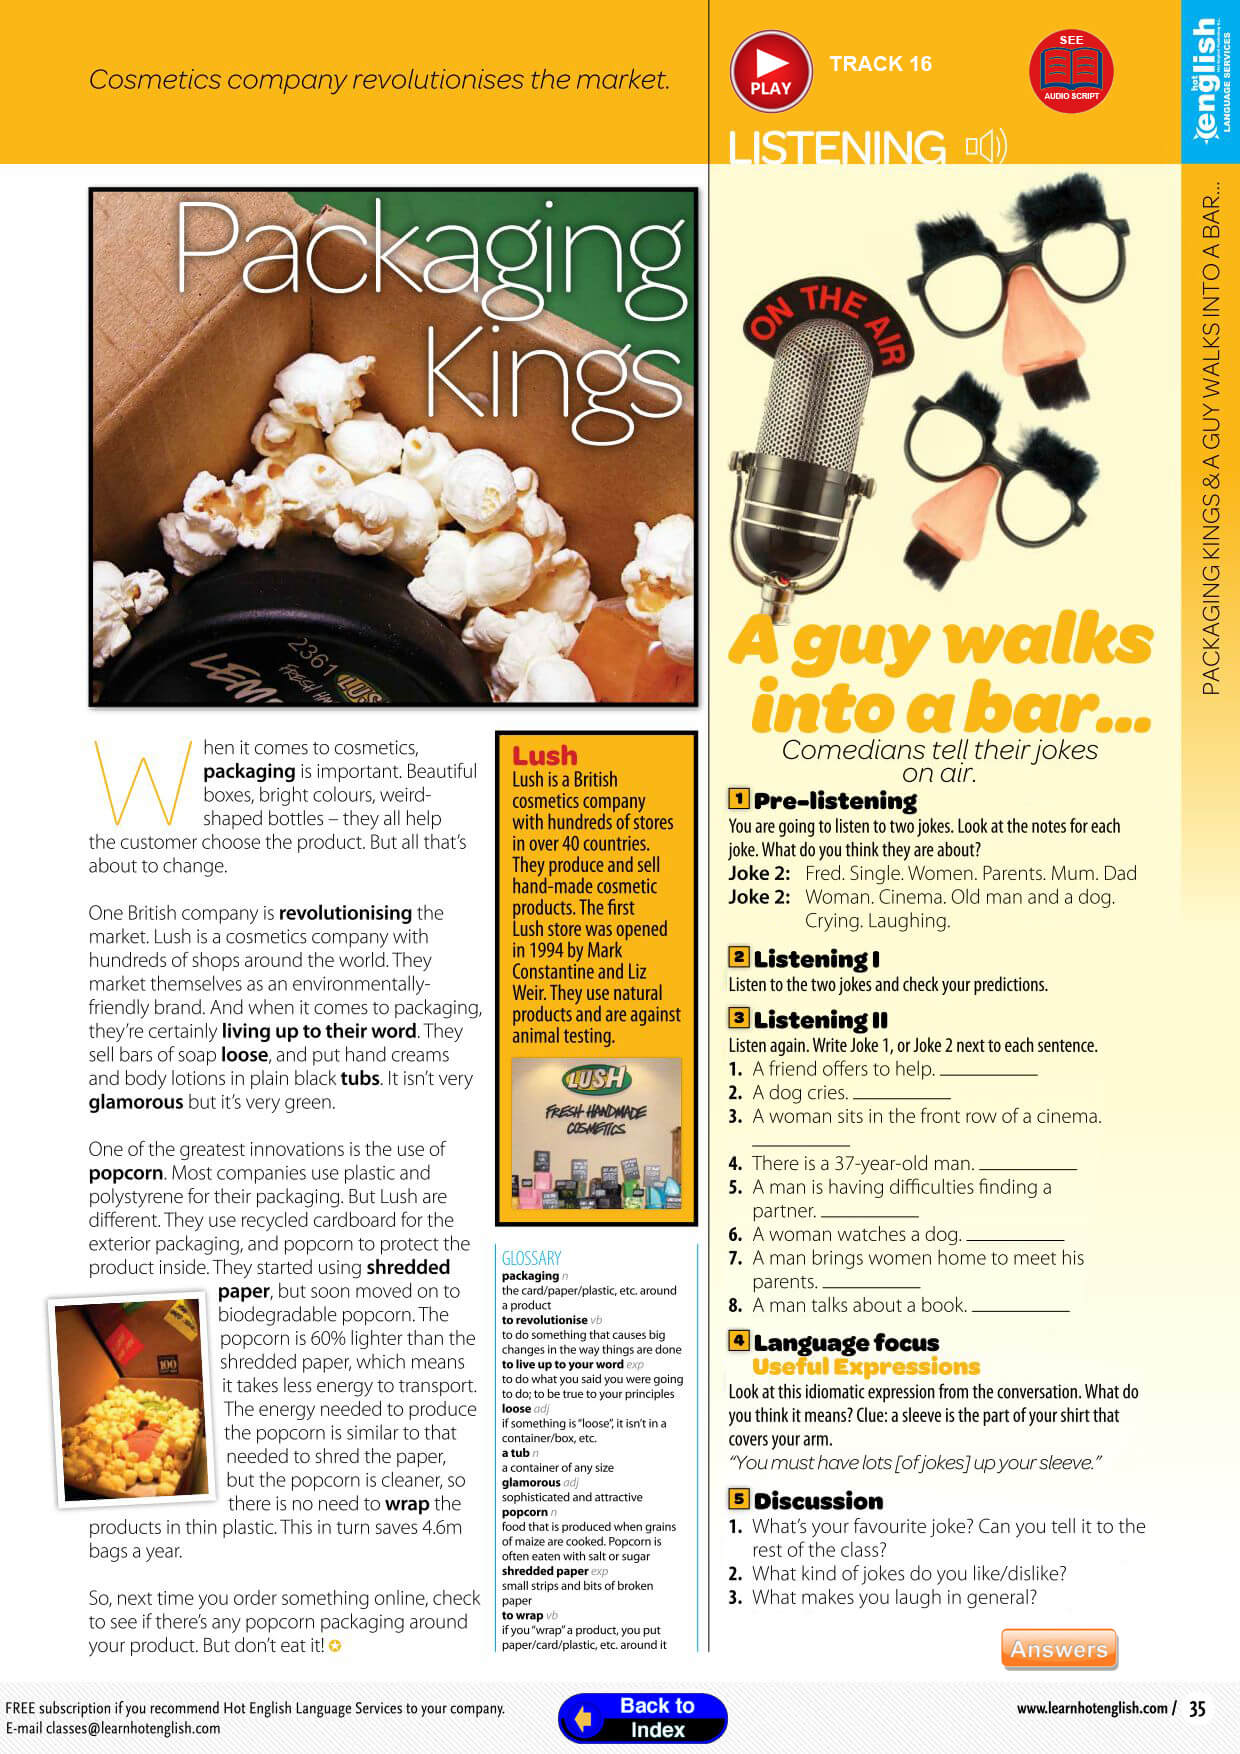 Cosmetics company revolutionises the market.
PLAY
TRACK 16
SEE
AUDIO SCRIPT
LISTENING
hot
english
LANGUAGE SERVICES
PACKAGING KINGS & A GUY WALKS INTO A BAR...
Packaging
Kings
2361
FRESH
LUSH
ON THE AIR
When it comes to cosmetics,
packaging is important. Beautiful
boxes, bright colours, weird-
shaped bottles – they all help
the customer choose the product. But all that's
about to change.
One British company is revolutionising the
market. Lush is a cosmetics company with
hundreds of shops around the world. They
market themselves as an environmentally-
friendly brand. And when it comes to packaging,
they're certainly living up to their word. They
sell bars of soap loose, and put hand creams
and body lotions in plain black tubs. It isn't very
glamorous but it's very green.
One of the greatest innovations is the use of
popcorn. Most companies use plastic and
polystyrene for their packaging. But Lush are
different. They use recycled cardboard for the
exterior packaging, and popcorn to protect the
product inside. They started using shredded
paper, but soon moved on to
biodegradable popcorn. The
popcorn is 60% lighter than the
shredded paper, which means
it takes less energy to transport.
The energy needed to produce
the popcorn is similar to that
needed to shred the paper,
but the popcorn is cleaner, so
there is no need to wrap the
products in thin plastic. This in turn saves 4.6m
bags a year.
So, next time you order something online, check
to see if there's any popcorn packaging around
your product. But don't eat it!
100
Lush
Lush is a British
cosmetics company
with hundreds of stores
in over 40 countries.
They produce and sell
hand-made cosmetic
products. The first
Lush store was opened
in 1994 by Mark
Constantine and Liz
Weir. They use natural
products and are against
animal testing.
LUSH
FRESH HANDMADE
COSMETICS
GLOSSARY
packaging n
the card/paper/plastic, etc. around
a product
to revolutionise vb
to do something that causes big
changes in the way things are done
to live up to your word exp
to do what you said you were going
to do; to be true to your principles
loose adj
if something is "loose", it isn't in a
container/box, etc.
a tub n
a container of any size
glamorous adj
sophisticated and attractive
popcorn n
food that is produced when grains
of maize are cooked. Popcorn is
often eaten with salt or sugar
shredded paper exp
small strips and bits of broken
paper
to wrap vb
if you "wrap" a product, you put
paper/card/plastic, etc. around it
A guy walks
into a bar...
Comedians tell their jokes
on air.
1 Pre-listening
You are going to listen to two jokes. Look at the notes for each
joke. What do you think they are about?
Joke 2: Fred. Single. Women. Parents. Mum. Dad
Joke 2: Woman. Cinema. Old man and a dog.
Crying. Laughing.
2 Listening I
Listen to the two jokes and check your predictions.
3 Listening II
Listen again. Write Joke 1, or Joke 2 next to each sentence.
1. A friend offers to help.
2. A dog cries.
3. A woman sits in the front row of a cinema.
4. There is a 37-year-old man.
5. A man is having difficulties finding a
partner.
6. A woman watches a dog.
7. A man brings women home to meet his
parents.
8. A man talks about a book.
4 Language focus
Useful Expressions
Look at this idiomatic expression from the conversation. What do
you think it means? Clue: a sleeve is the part of your shirt that
covers your arm.
"You must have lots [of jokes] up your sleeve."
5 Discussion
1. What's your favourite joke? Can you tell it to the
rest of the class?
2. What kind of jokes do you like/dislike?
3. What makes you laugh in general?
Answers
FREE subscription if you recommend Hot English Language Services to your company.
E-mail classes@learnhotenglish.com
Back to
Index
www.learnhotenglish.com / 35